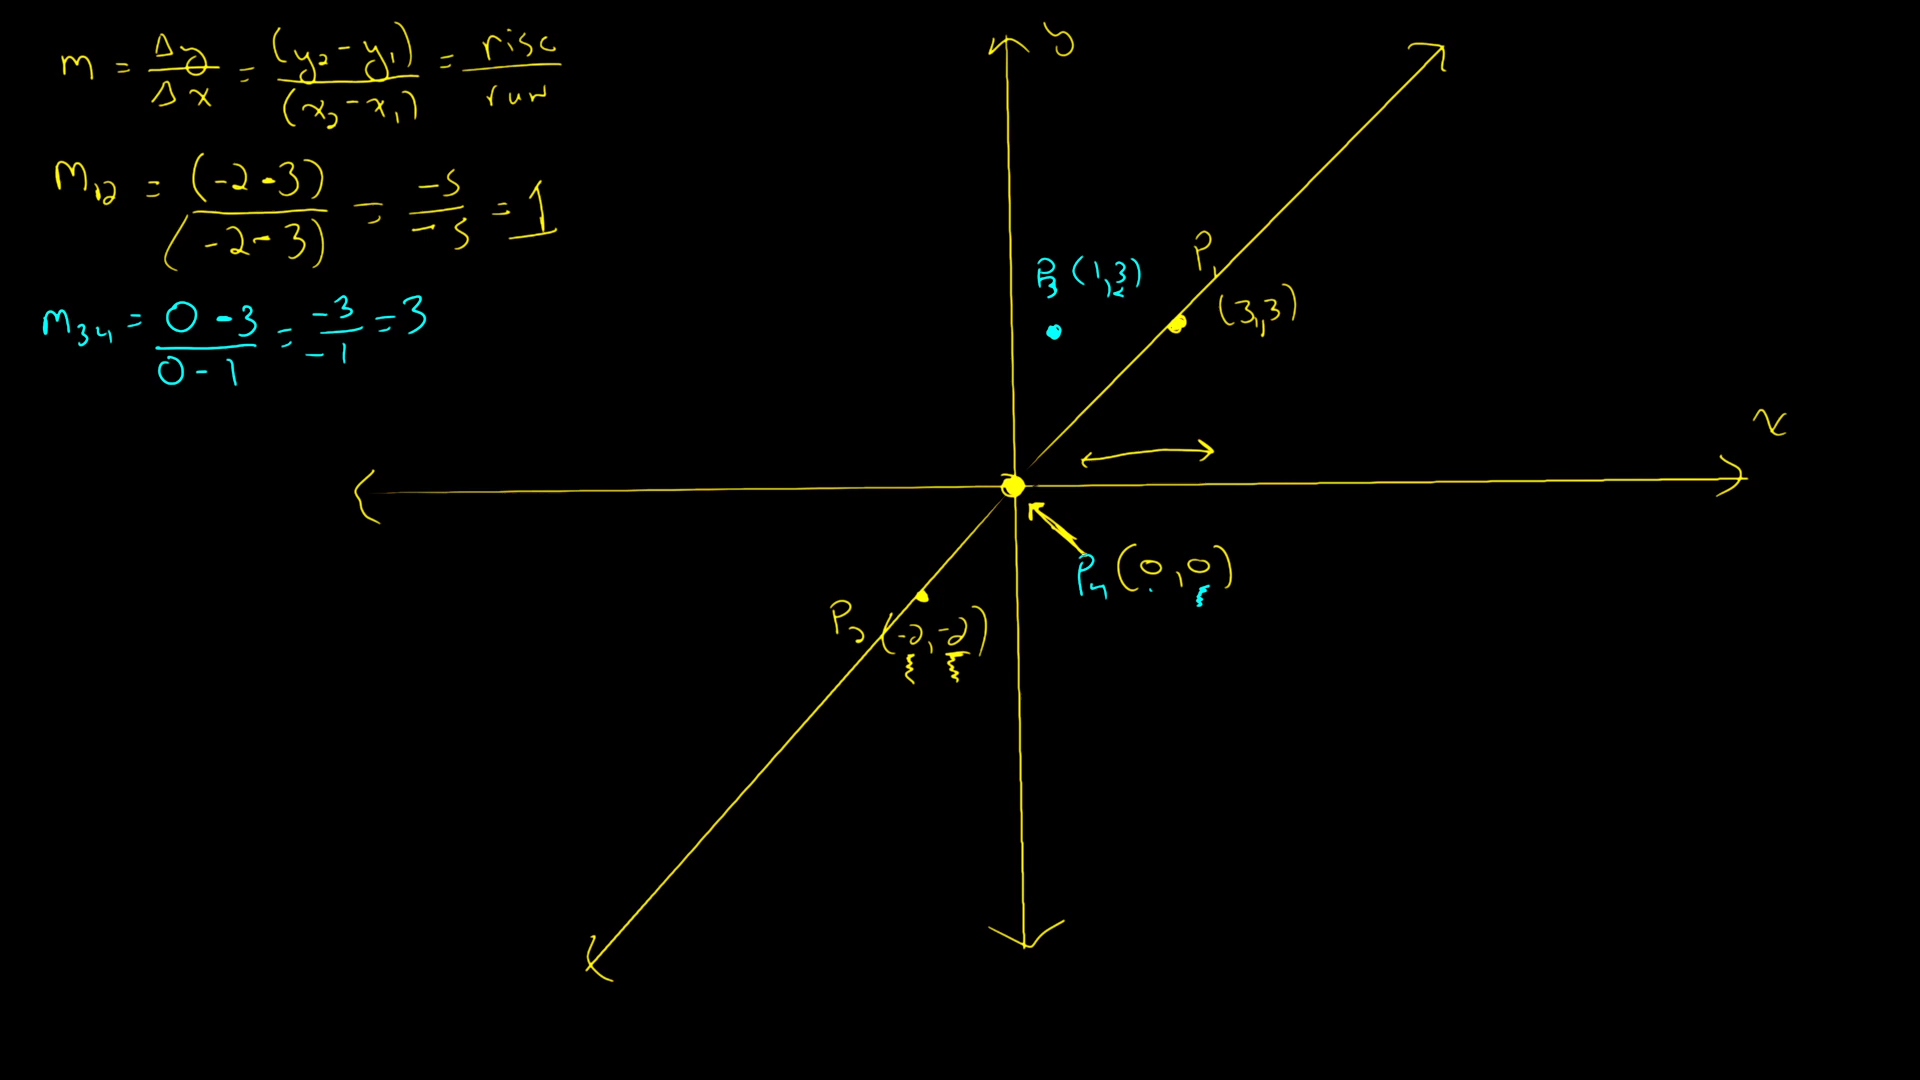 m = Δy/Δx = (y₂-y₁)/(x₂-x₁) = rise/run
m₁₂ = (-2-3)/(-2-3) = -5/-5 = 1
m₃₄ = 0-3/0-1 = -3/-1 = 3
y
P₁
(3,3)
P₃ (1,3)
x
P₄ (0,0)
P₂ (-2,-2)